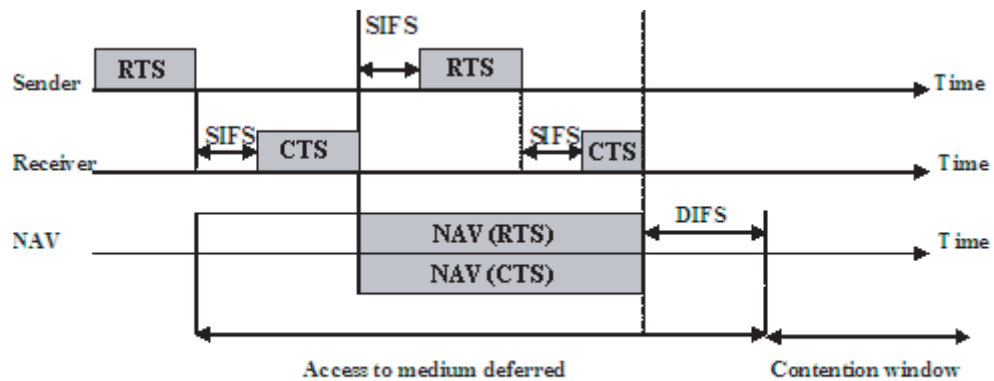 SIFS
RTS
RTS
Sender
Time
SIFS
CTS
SIFS
CTS
Receiver
Time
DIFS
NAV
NAV (RTS)
Time
NAV (CTS)
Access to medium deferred
Contention window